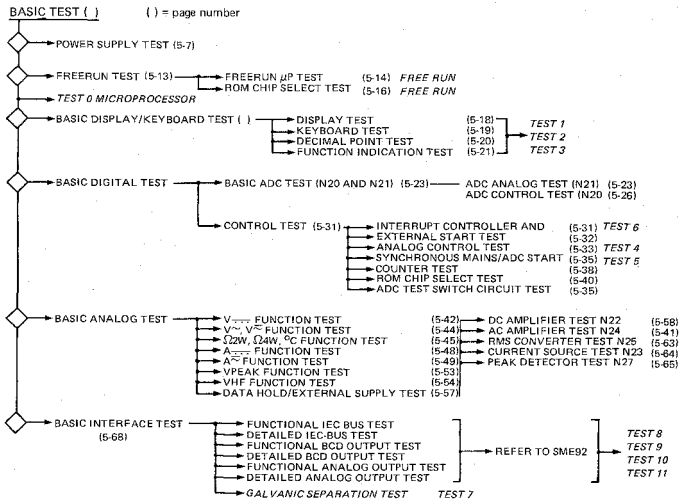 BASIC TEST ( ) ( ) = page number
POWER SUPPLY TEST (5-7)
FREERUN TEST (5-13) FREERUN µP TEST (5-14) FREE RUN
ROM CHIP SELECT TEST (5-16) FREE RUN
TEST 0 MICROPROCESSOR
BASIC DISPLAY/KEYBOARD TEST ( ) DISPLAY TEST (5-18) TEST 1
KEYBOARD TEST (5-19) TEST 2
DECIMAL POINT TEST (5-20)
FUNCTION INDICATION TEST (5-21) TEST 3
BASIC DIGITAL TEST BASIC ADC TEST (N20 AND N21) (5-23) ADC ANALOG TEST (N21) (5-23)
ADC CONTROL TEST (N20 (5-26)
CONTROL TEST (5-31) INTERRUPT CONTROLLER AND (5-31) TEST 6
EXTERNAL START TEST (5-32)
ANALOG CONTROL TEST (5-33) TEST 4
SYNCHRONOUS MAINS/ADC START (5-35) TEST 5
COUNTER TEST (5-38)
ROM CHIP SELECT TEST (5-40)
ADC TEST SWITCH CIRCUIT TEST (5-35)
BASIC ANALOG TEST V⎓ FUNCTION TEST (5-42) DC AMPLIFIER TEST N22 (5-58)
V~, V≂ FUNCTION TEST (5-44) AC AMPLIFIER TEST N24 (5-41)
Ω2W, Ω4W, °C FUNCTION TEST (5-45) RMS CONVERTER TEST N25 (5-63)
A⎓ FUNCTION TEST (5-48) CURRENT SOURCE TEST N23 (5-64)
A≂ FUNCTION TEST (5-49) PEAK DETECTOR TEST N27 (5-65)
VPEAK FUNCTION TEST (5-53)
VHF FUNCTION TEST (5-54)
DATA HOLD/EXTERNAL SUPPLY TEST (5-57)
BASIC INTERFACE TEST FUNCTIONAL IEC BUS TEST
(5-68) DETAILED IEC-BUS TEST TEST 8
FUNCTIONAL BCD OUTPUT TEST TEST 9
DETAILED BCD OUTPUT TEST REFER TO SME92
FUNCTIONAL ANALOG OUTPUT TEST TEST 10
DETAILED ANALOG OUTPUT TEST TEST 11
GALVANIC SEPARATION TEST TEST 7